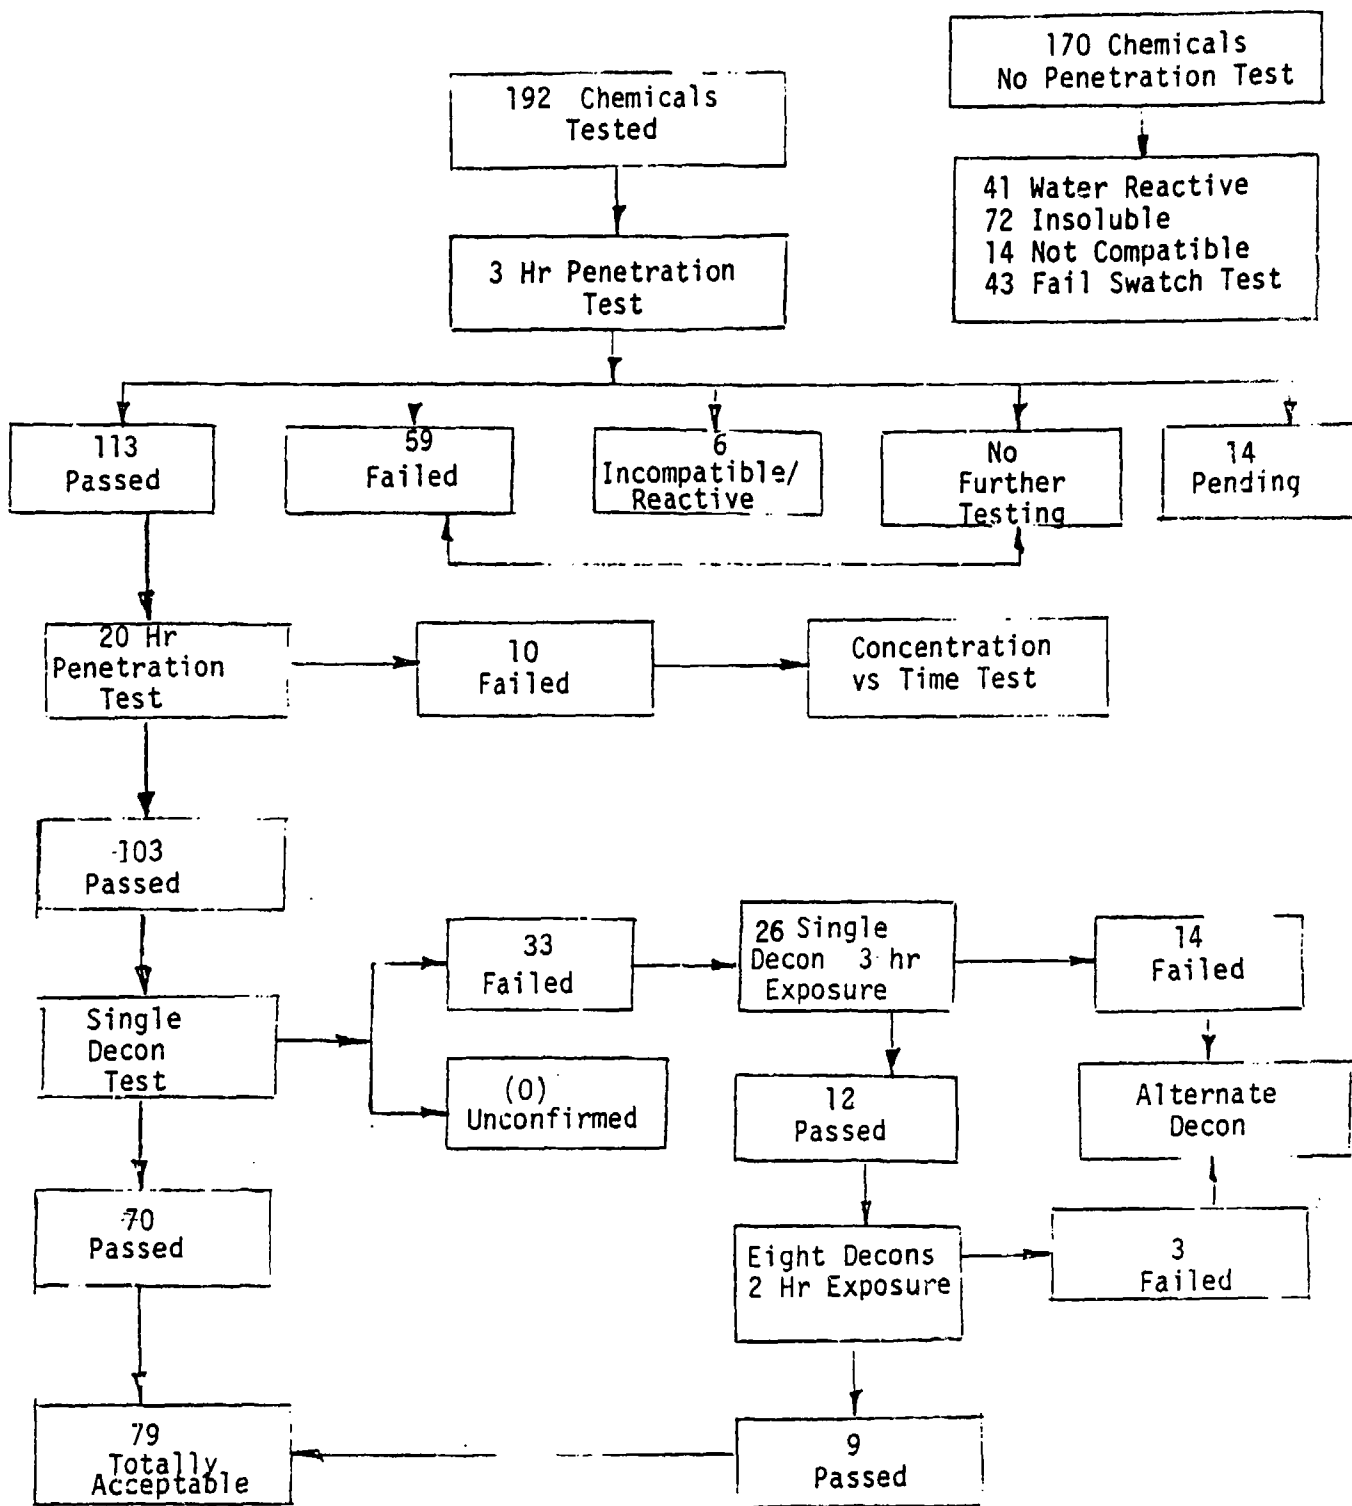 170 Chemicals
No Penetration Test
192 Chemicals
Tested
41 Water Reactive
72 Insoluble
14 Not Compatible
43 Fail Swatch Test
3 Hr Penetration
Test
113
Passed
59
Failed
6
Incompatible/
Reactive
No
Further
Testing
14
Pending
20 Hr
Penetration
Test
10
Failed
Concentration
vs Time Test
103
Passed
33
Failed
26 Single
Decon 3 hr
Exposure
14
Failed
Single
Decon
Test
(0)
Unconfirmed
12
Passed
Alternate
Decon
70
Passed
Eight Decons
2 Hr Exposure
3
Failed
79
Totally
Acceptable
9
Passed